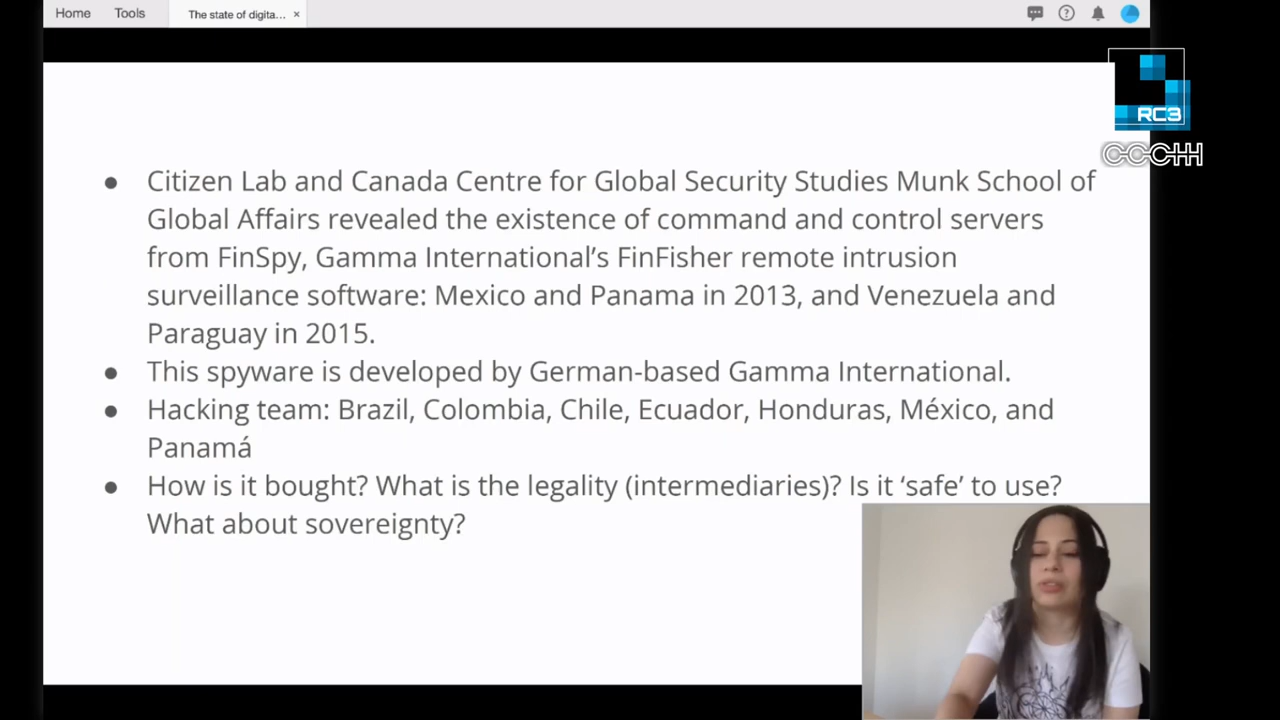 Home Tools The state of digita... ×
RC3
CCCHH
● Citizen Lab and Canada Centre for Global Security Studies Munk School of
Global Affairs revealed the existence of command and control servers
from FinSpy, Gamma International’s FinFisher remote intrusion
surveillance software: Mexico and Panama in 2013, and Venezuela and
Paraguay in 2015.
● This spyware is developed by German-based Gamma International.
● Hacking team: Brazil, Colombia, Chile, Ecuador, Honduras, México, and
Panamá
● How is it bought? What is the legality (intermediaries)? Is it ‘safe’ to use?
What about sovereignty?